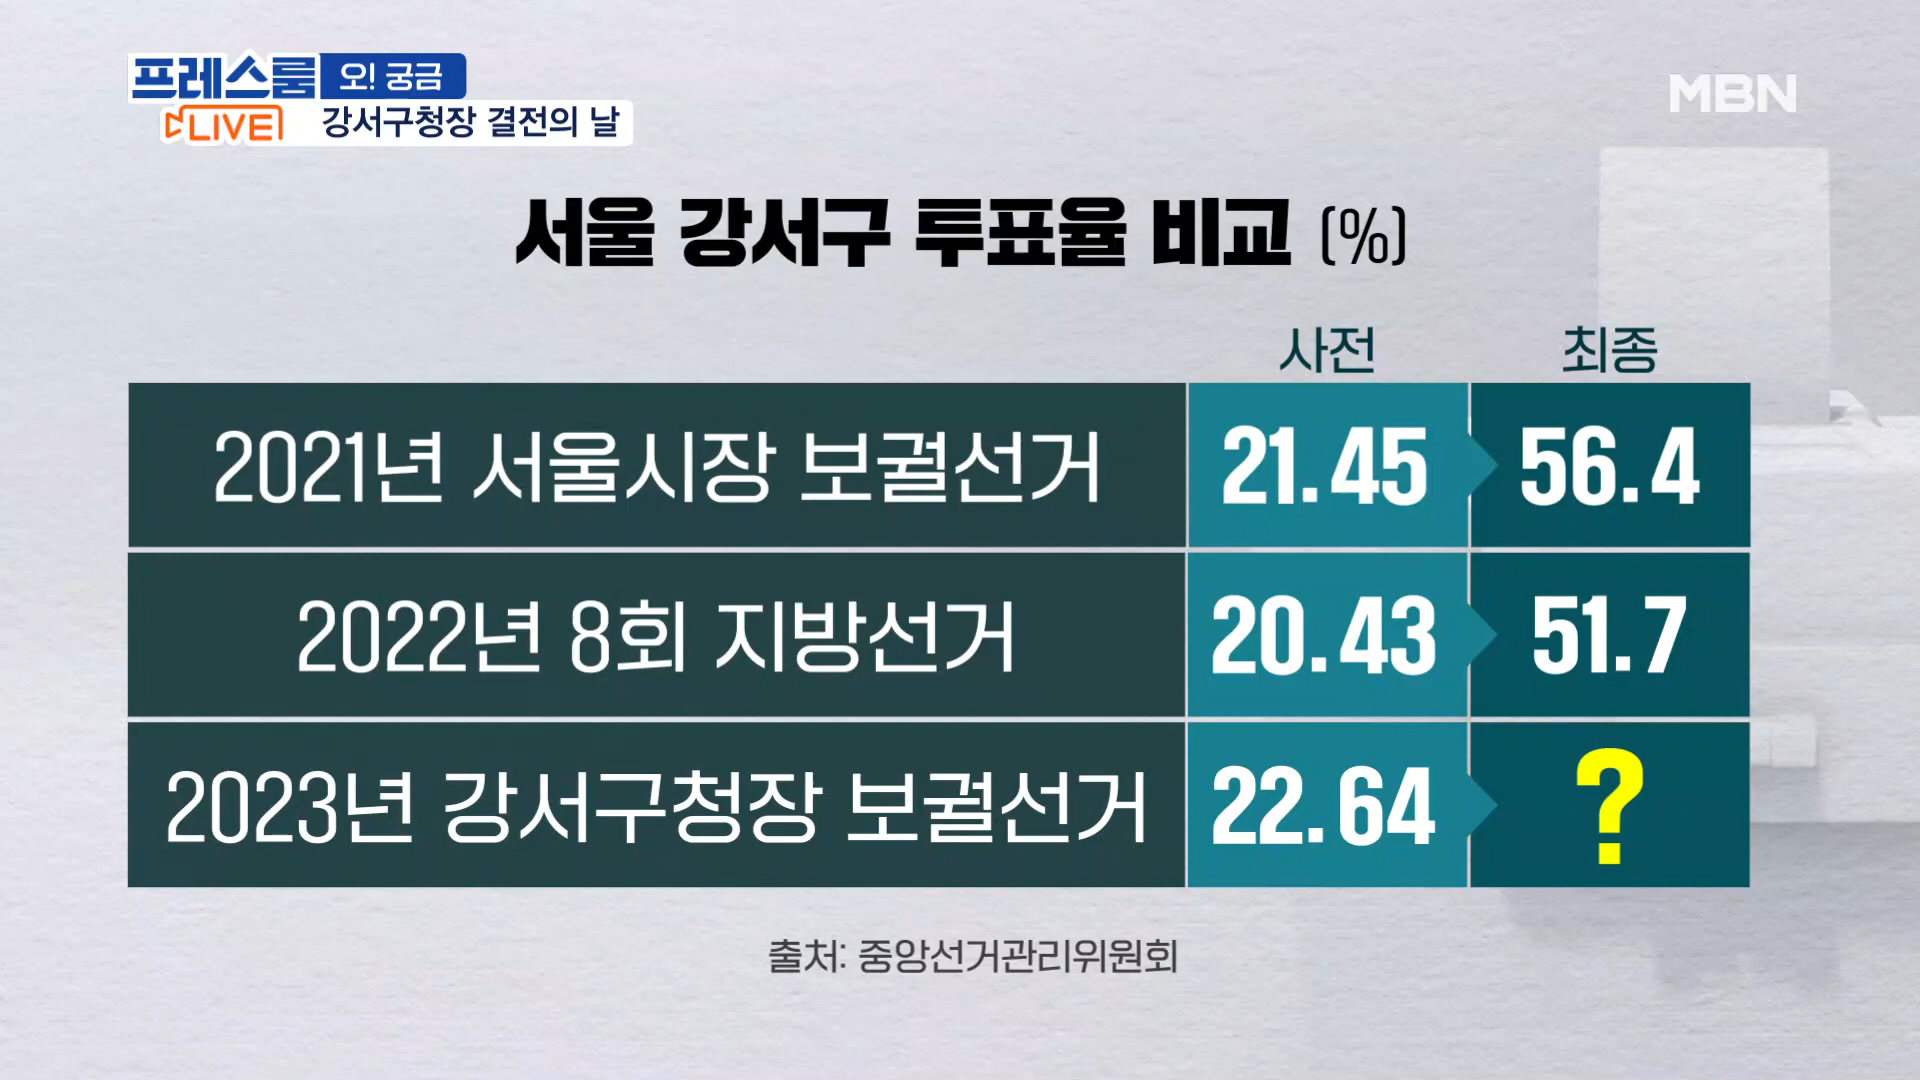 프레스룸 오! 궁금
LIVE 강서구청장 결전의 날
MBN
서울 강서구 투표율 비교 (%)
사전 최종
2021년 서울시장 보궐선거 21.45 56.4
2022년 8회 지방선거 20.43 51.7
2023년 강서구청장 보궐선거 22.64 ?
출처: 중앙선거관리위원회